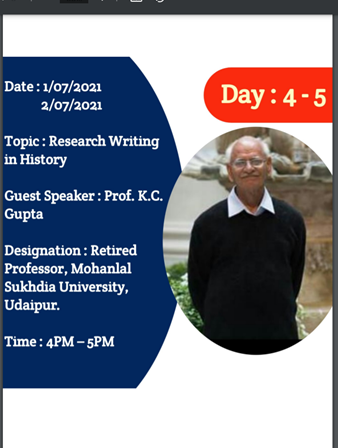 Date : 1/07/2021
2/07/2021
Topic : Research Writing
in History
Guest Speaker : Prof. K.C.
Gupta
Designation : Retired
Professor, Mohanlal
Sukhdia University,
Udaipur.
Time : 4PM – 5PM
Day : 4 - 5